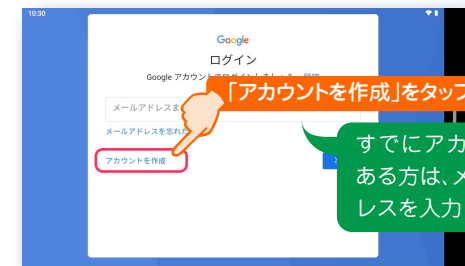 10:30
Google
ログイン
Google アカウン
「アカウントを作成」をタップ
メールアドレスま
メールアドレスを忘れた
アカウントを作成
すでにアカ
ある方は、メ
レスを入力